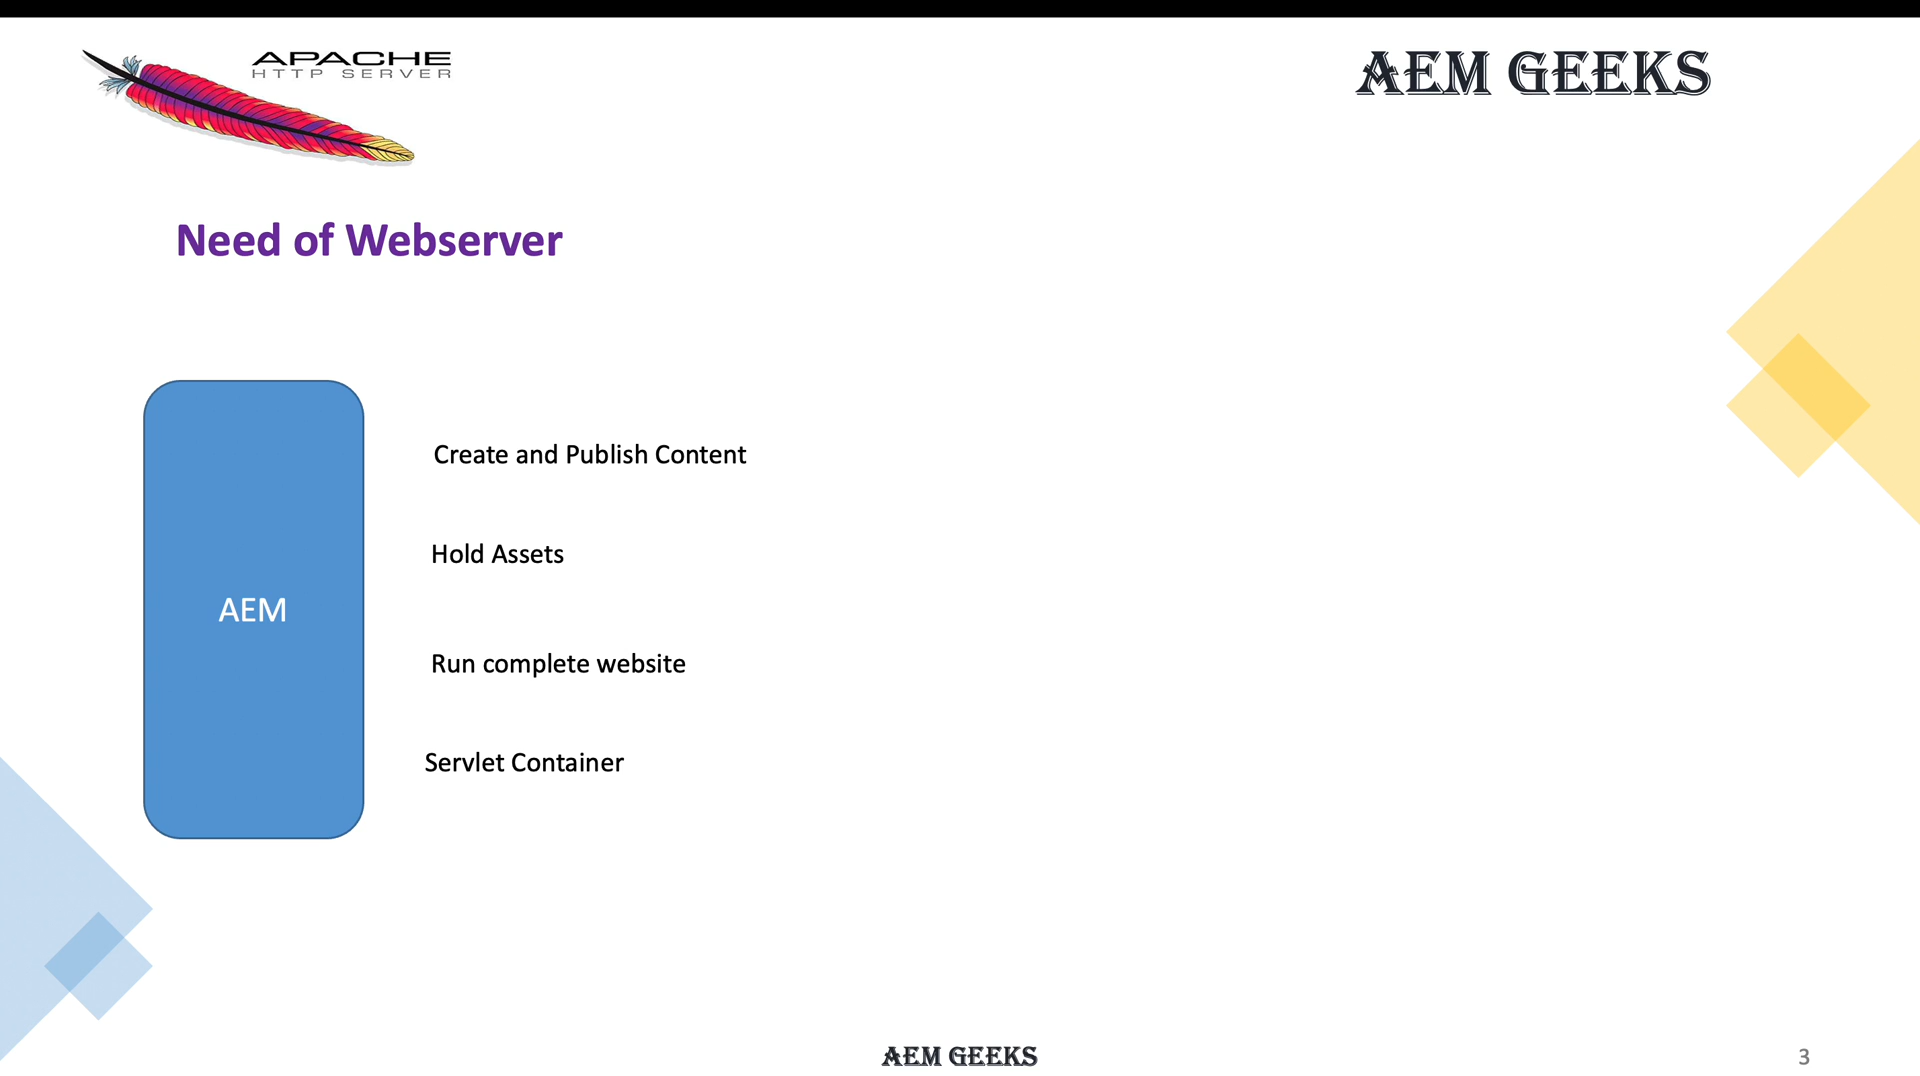 APACHE
HTTP SERVER
AEM GEEKS
Need of Webserver
Create and Publish Content
Hold Assets
AEM
Run complete website
Servlet Container
AEM GEEKS
3